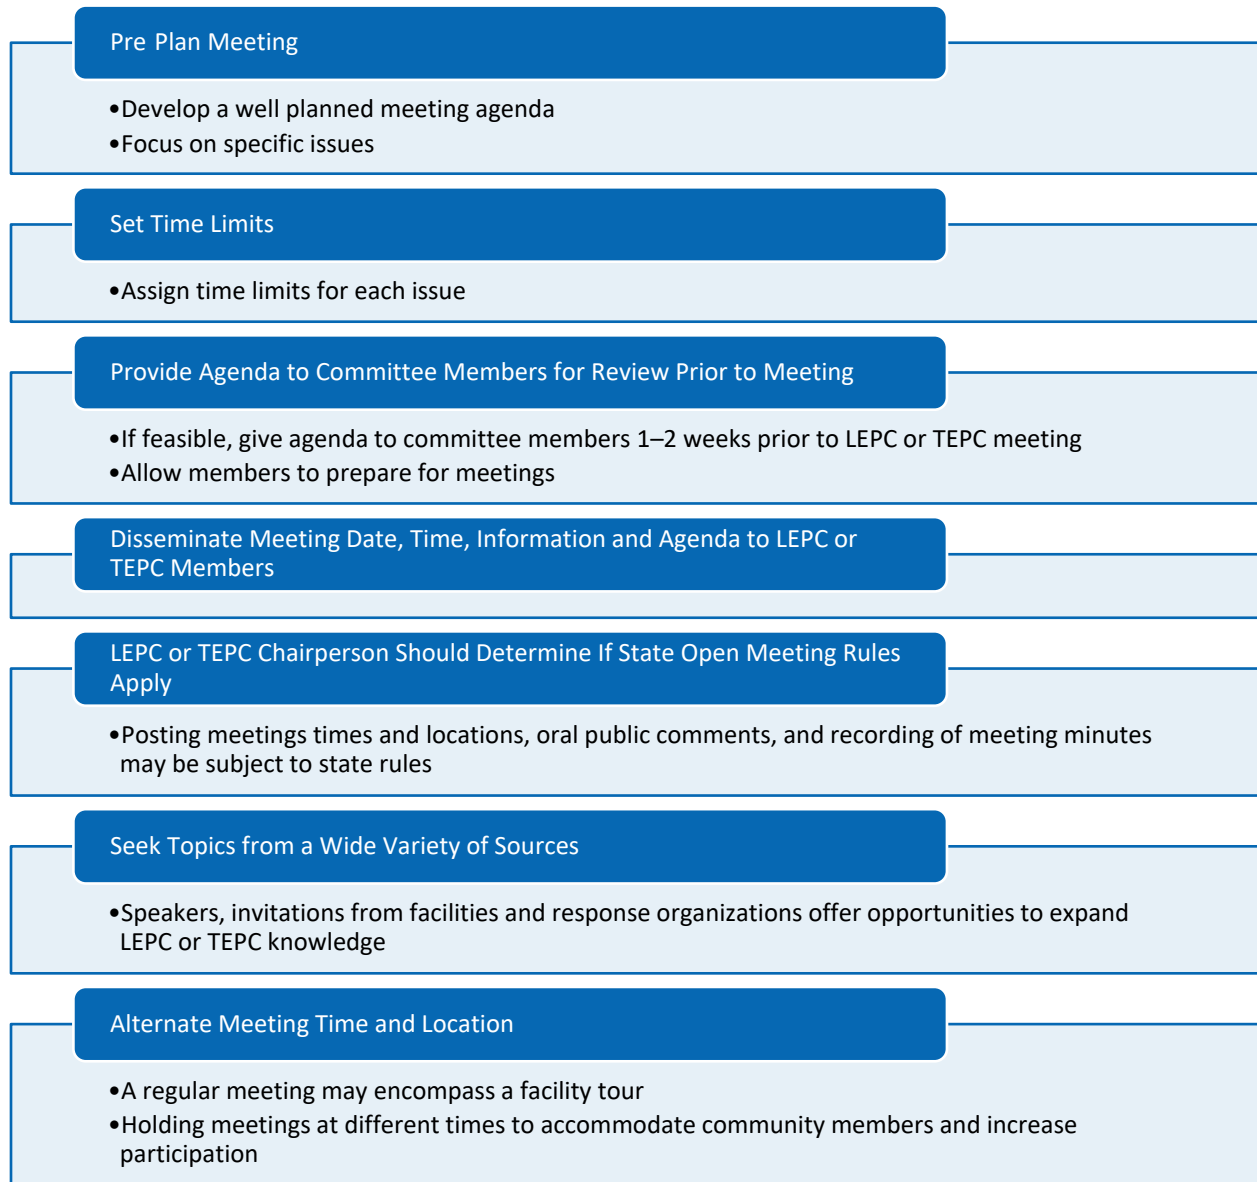 Pre Plan Meeting
•Develop a well planned meeting agenda
•Focus on specific issues
Set Time Limits
•Assign time limits for each issue
Provide Agenda to Committee Members for Review Prior to Meeting
•If feasible, give agenda to committee members 1–2 weeks prior to LEPC or TEPC meeting
•Allow members to prepare for meetings
Disseminate Meeting Date, Time, Information and Agenda to LEPC or
TEPC Members
LEPC or TEPC Chairperson Should Determine If State Open Meeting Rules
Apply
•Posting meetings times and locations, oral public comments, and recording of meeting minutes
may be subject to state rules
Seek Topics from a Wide Variety of Sources
•Speakers, invitations from facilities and response organizations offer opportunities to expand
LEPC or TEPC knowledge
Alternate Meeting Time and Location
•A regular meeting may encompass a facility tour
•Holding meetings at different times to accommodate community members and increase
participation